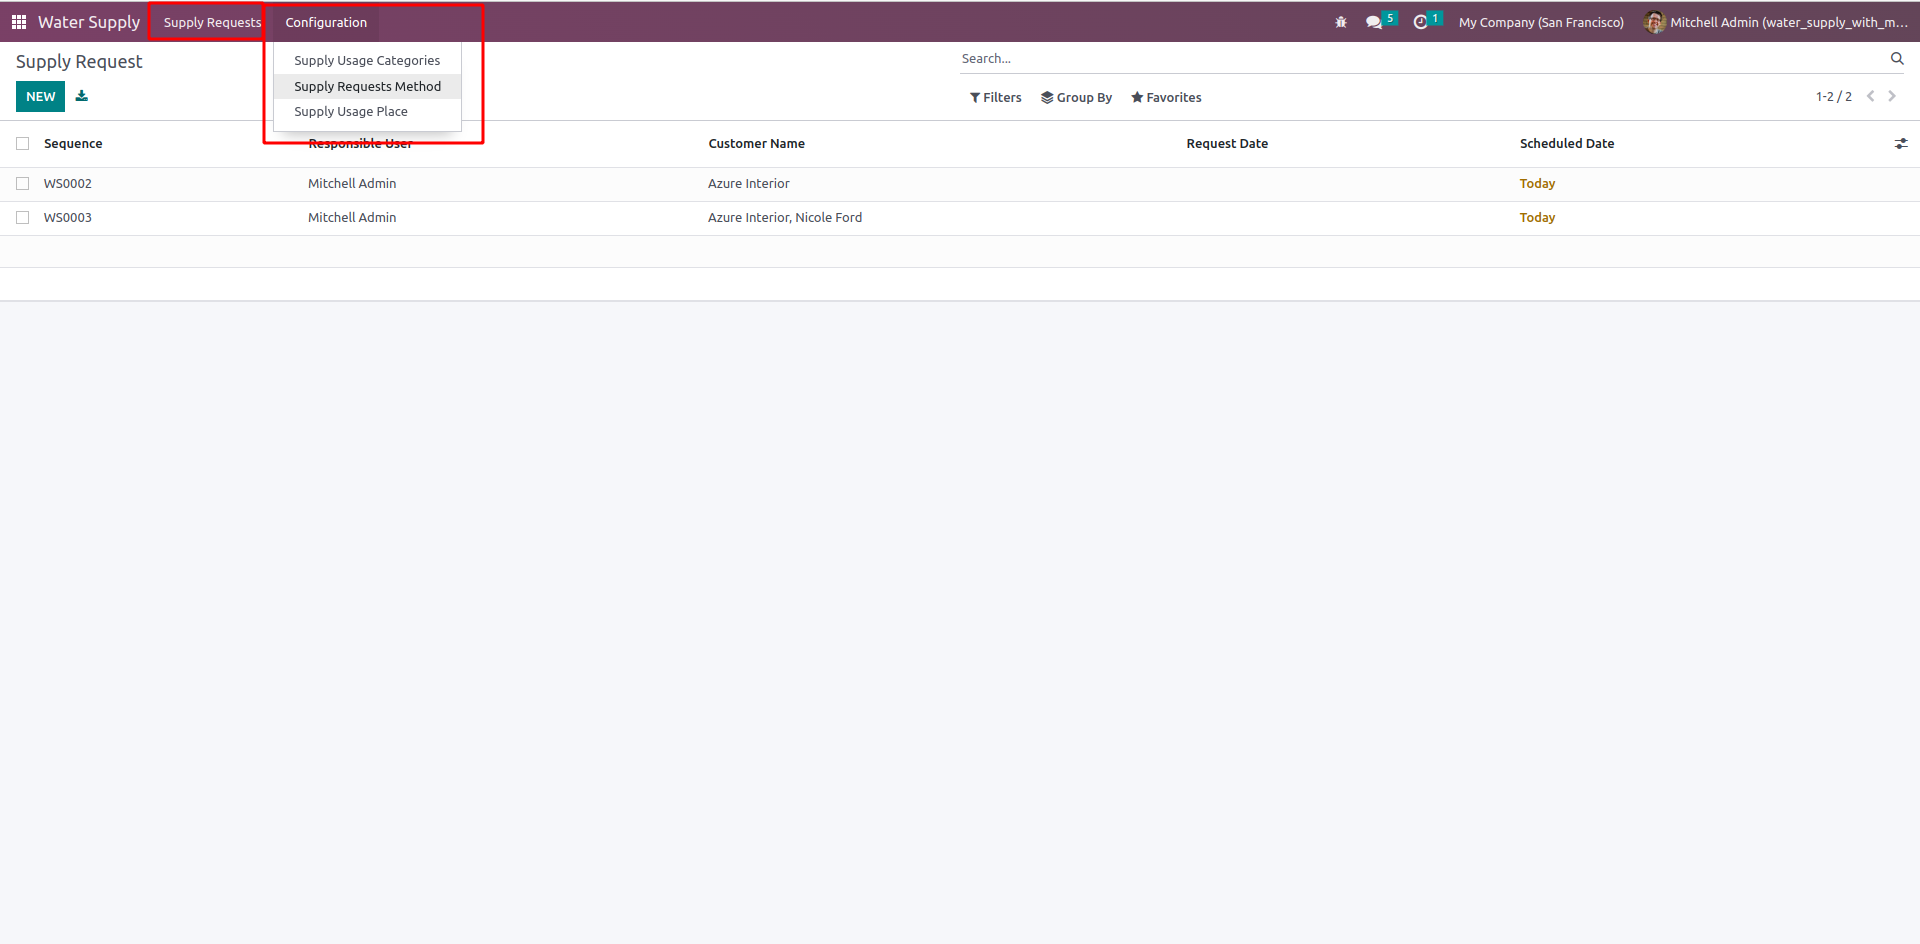 Water Supply Supply Requests Configuration 5 1 My Company (San Francisco) Mitchell Admin (water_supply_with_m...
Supply Request
Supply Usage Categories
Search...
Supply Requests Method
NEW
Filters Group By Favorites 1-2 / 2
Supply Usage Place
Sequence Responsible User Customer Name Request Date Scheduled Date
WS0002 Mitchell Admin Azure Interior Today
WS0003 Mitchell Admin Azure Interior, Nicole Ford Today